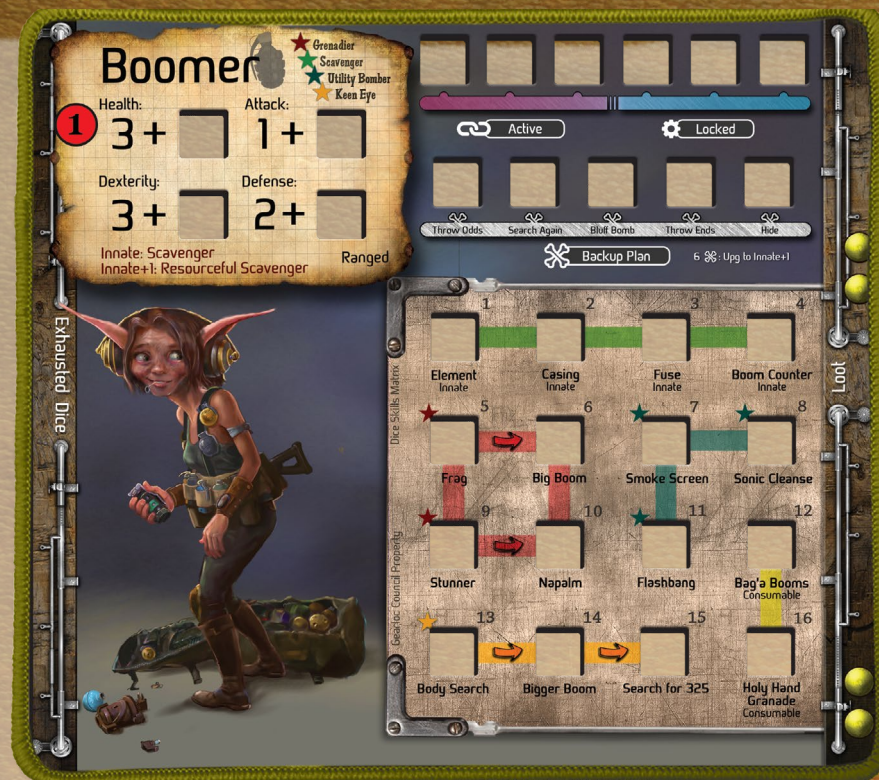 Boomer
Grenadier
Scavenger
Utility Bomber
Keen Eye
1
Health:
3+
Attack:
1+
Dexterity:
3+
Defense:
2+
Innate: Scavenger
Innate+1: Resourceful Scavenger
Ranged
Active
Locked
Throw Odds
Search Again
Bluff Bomb
Throw Ends
Hide
Backup Plan
6 : Upg to Innate+1
Exhausted Dice
Loot
Dice Skills Matrix
Gearloc Council Property
1
2
3
4
Element
Innate
Casing
Innate
Fuse
Innate
Boom Counter
Innate
5
6
7
8
Frag
Big Boom
Smoke Screen
Sonic Cleanse
9
10
11
12
Stunner
Napalm
Flashbang
Bag'a Booms
Consumable
13
14
15
16
Body Search
Bigger Boom
Search for 325
Holy Hand
Granade
Consumable